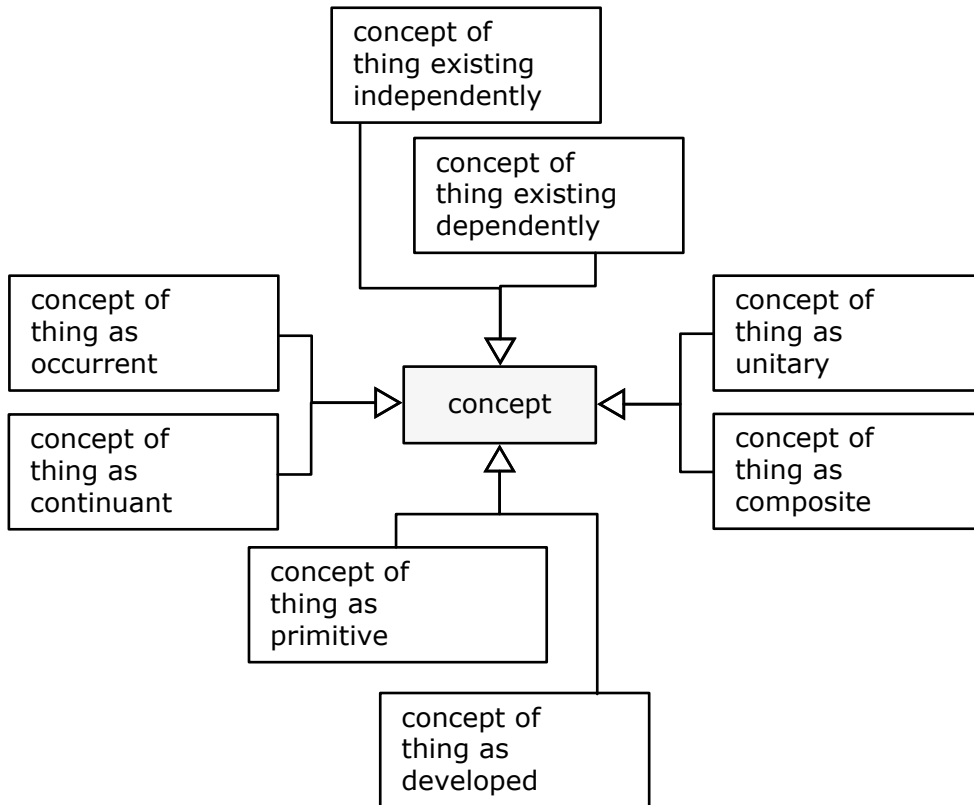 concept of
thing existing
independently
concept of
thing existing
dependently
concept of
thing as
occurrent
concept of
thing as
unitary
concept
concept of
thing as
continuant
concept of
thing as
composite
concept of
thing as
primitive
concept of
thing as
developed